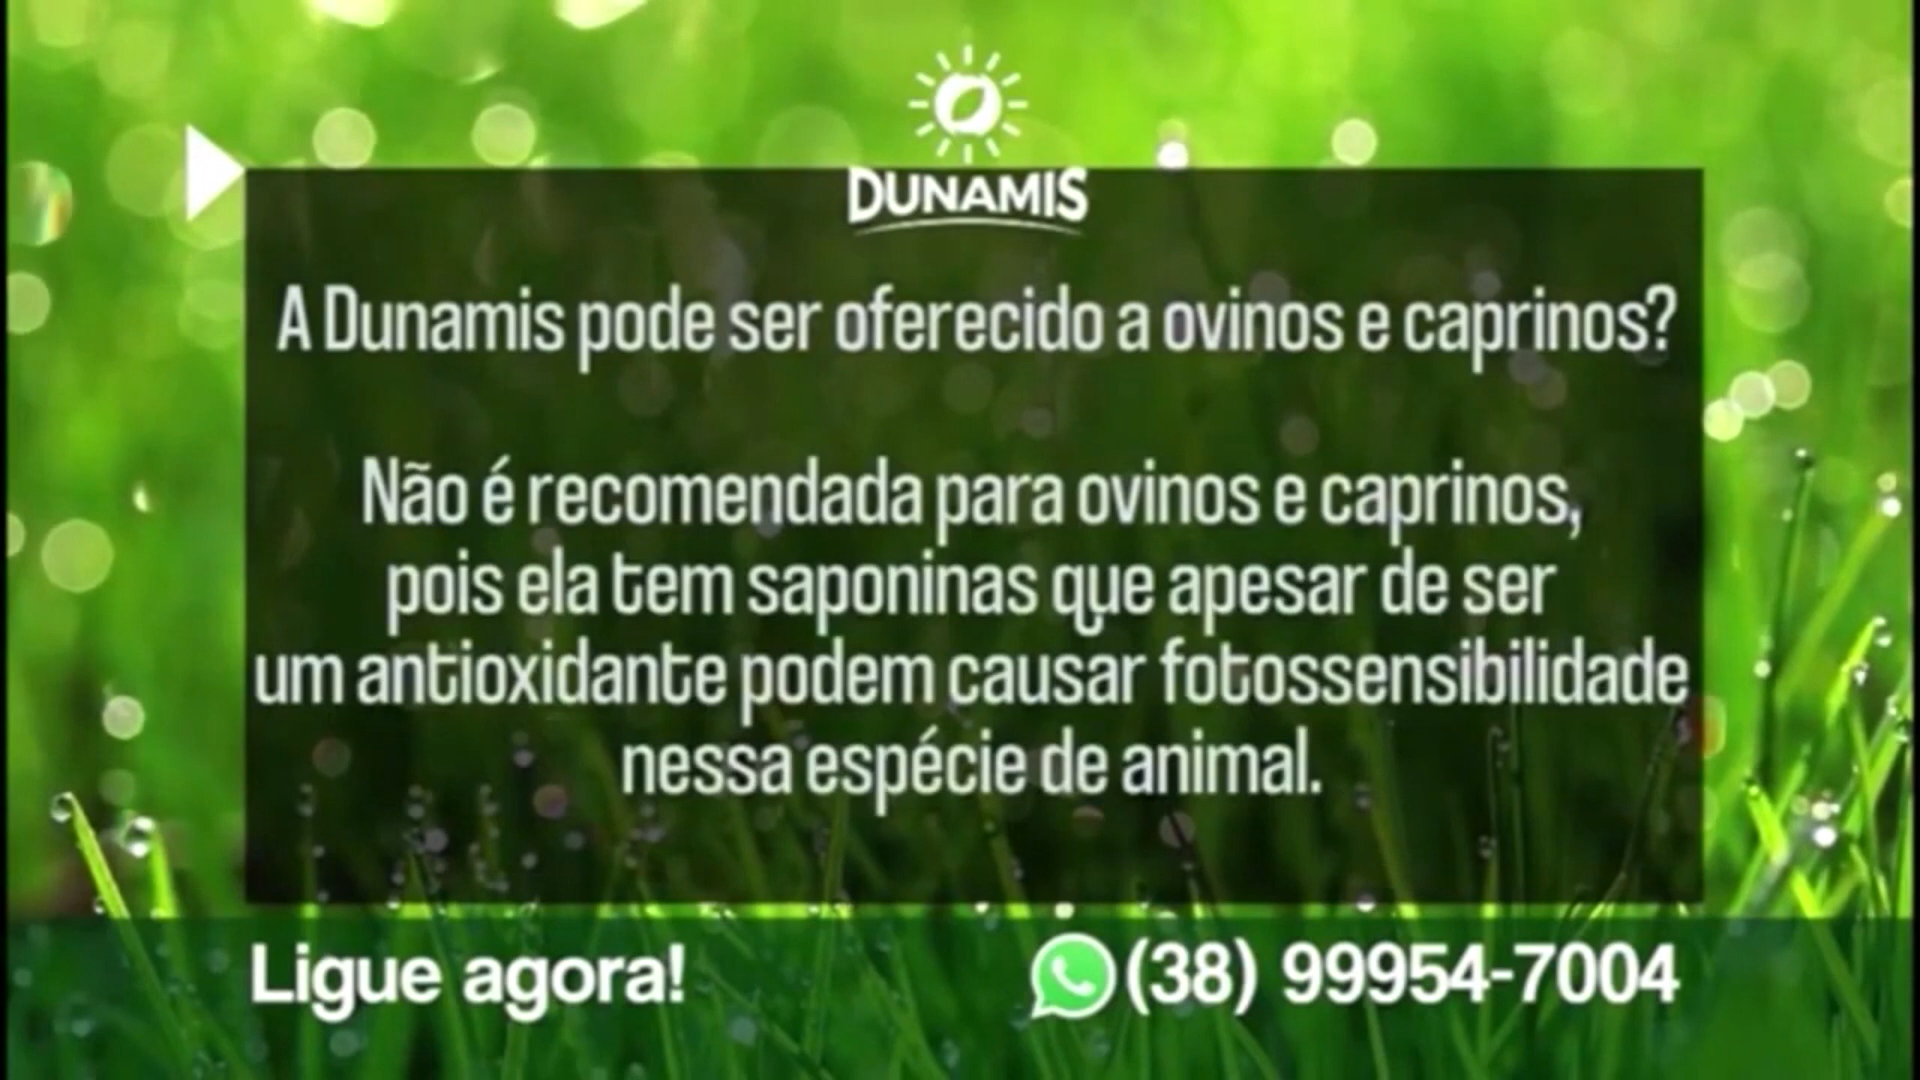 DUNAMIS
A Dunamis pode ser oferecido a ovinos e caprinos?
Não é recomendada para ovinos e caprinos,
pois ela tem saponinas que apesar de ser
um antioxidante podem causar fotossensibilidade
nessa espécie de animal.
Ligue agora! (38) 99954-7004